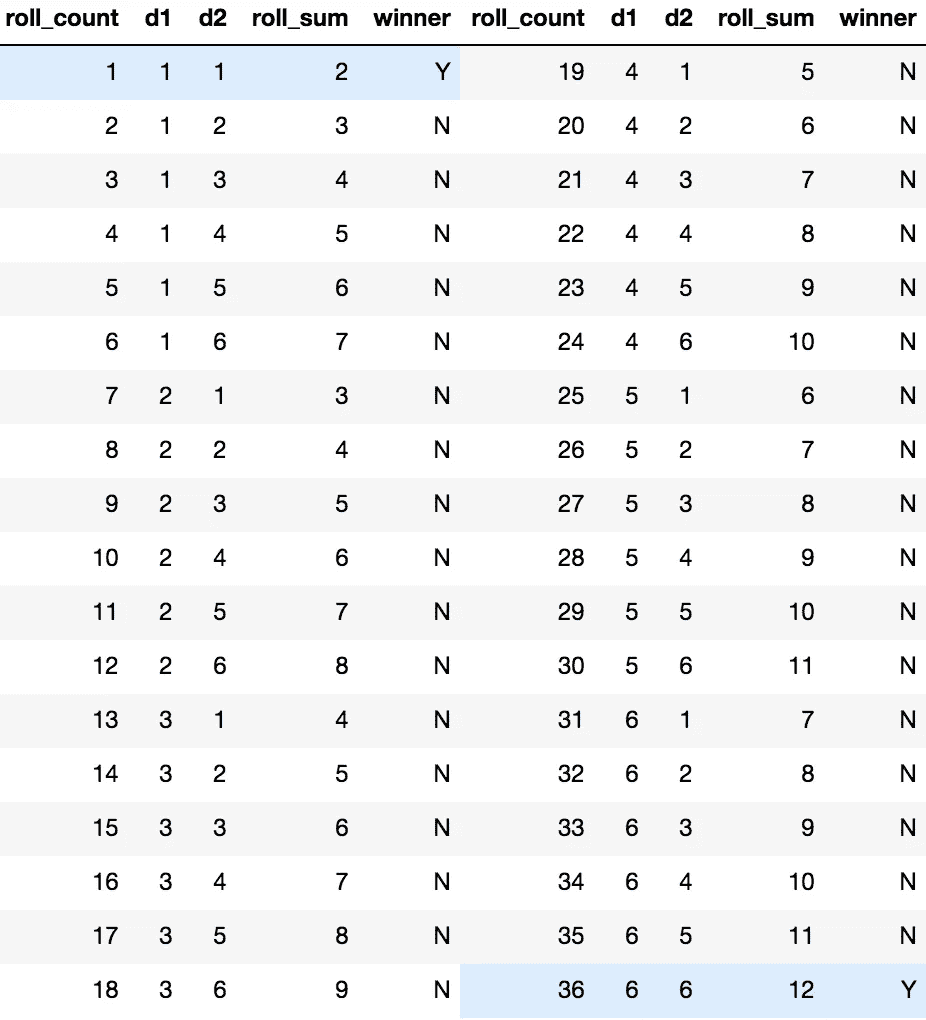 roll_count d1 d2 roll_sum winner roll_count d1 d2 roll_sum winner
1 1 1 2 Y 19 4 1 5 N
2 1 2 3 N 20 4 2 6 N
3 1 3 4 N 21 4 3 7 N
4 1 4 5 N 22 4 4 8 N
5 1 5 6 N 23 4 5 9 N
6 1 6 7 N 24 4 6 10 N
7 2 1 3 N 25 5 1 6 N
8 2 2 4 N 26 5 2 7 N
9 2 3 5 N 27 5 3 8 N
10 2 4 6 N 28 5 4 9 N
11 2 5 7 N 29 5 5 10 N
12 2 6 8 N 30 5 6 11 N
13 3 1 4 N 31 6 1 7 N
14 3 2 5 N 32 6 2 8 N
15 3 3 6 N 33 6 3 9 N
16 3 4 7 N 34 6 4 10 N
17 3 5 8 N 35 6 5 11 N
18 3 6 9 N 36 6 6 12 Y